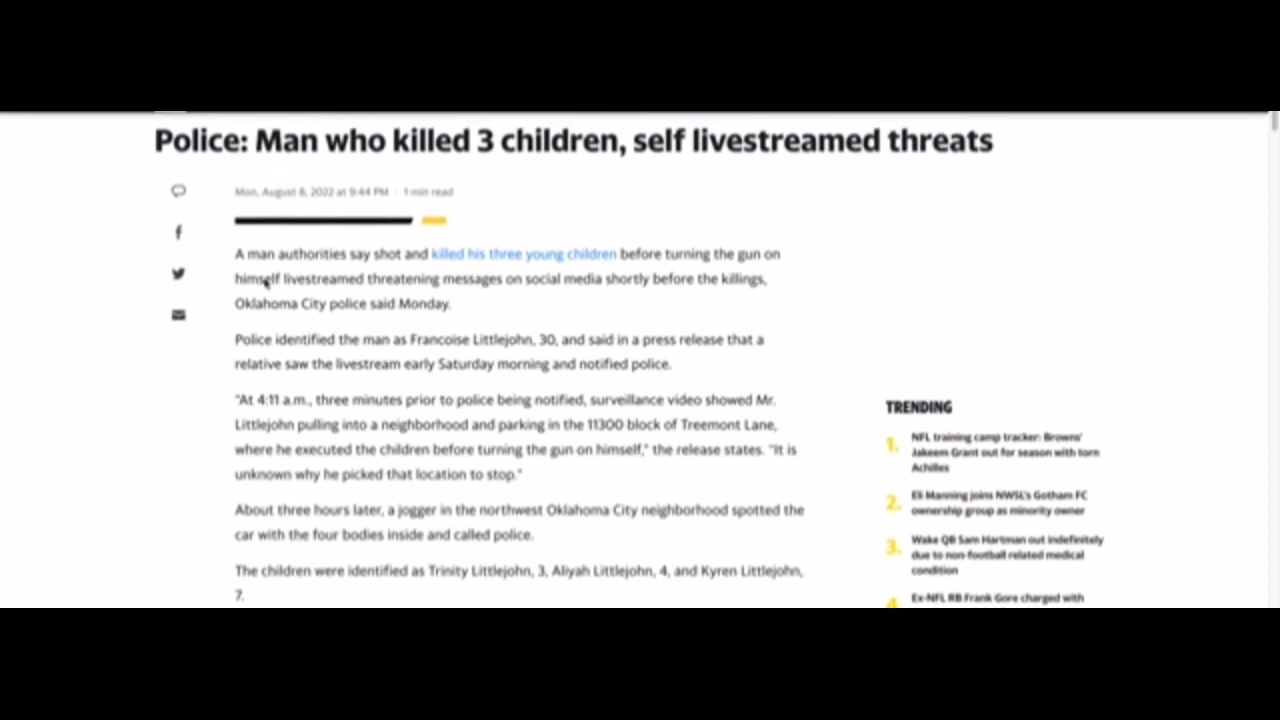 Police: Man who killed 3 children, self livestreamed threats
Mon, August 8, 2022 at 9:44 PM · 1 min read
A man authorities say shot and killed his three young children before turning the gun on
himself livestreamed threatening messages on social media shortly before the killings,
Oklahoma City police said Monday.
Police identified the man as Francoise Littlejohn, 30, and said in a press release that a
relative saw the livestream early Saturday morning and notified police.
"At 4:11 a.m., three minutes prior to police being notified, surveillance video showed Mr.
Littlejohn pulling into a neighborhood and parking in the 11300 block of Treemont Lane,
where he executed the children before turning the gun on himself," the release states. "It is
unknown why he picked that location to stop."
About three hours later, a jogger in the northwest Oklahoma City neighborhood spotted the
car with the four bodies inside and called police.
The children were identified as Trinity Littlejohn, 3, Aliyah Littlejohn, 4, and Kyren Littlejohn,
7.
TRENDING
1. NFL training camp tracker: Browns'
Jakeem Grant out for season with torn
Achilles
2. Eli Manning joins NWSL's Gotham FC
ownership group as minority owner
3. Wake QB Sam Hartman out indefinitely
due to non-football related medical
condition
4. Ex-NFL RB Frank Gore charged with